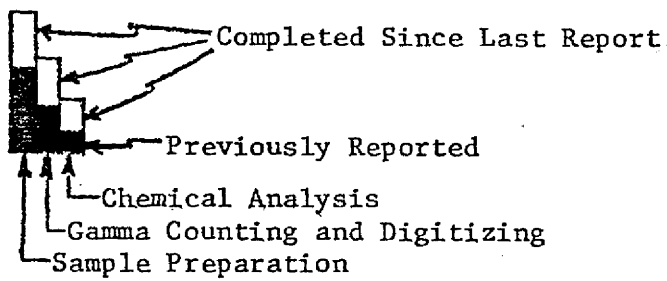 Completed Since Last Report
Previously Reported
Chemical Analysis
Gamma Counting and Digitizing
Sample Preparation